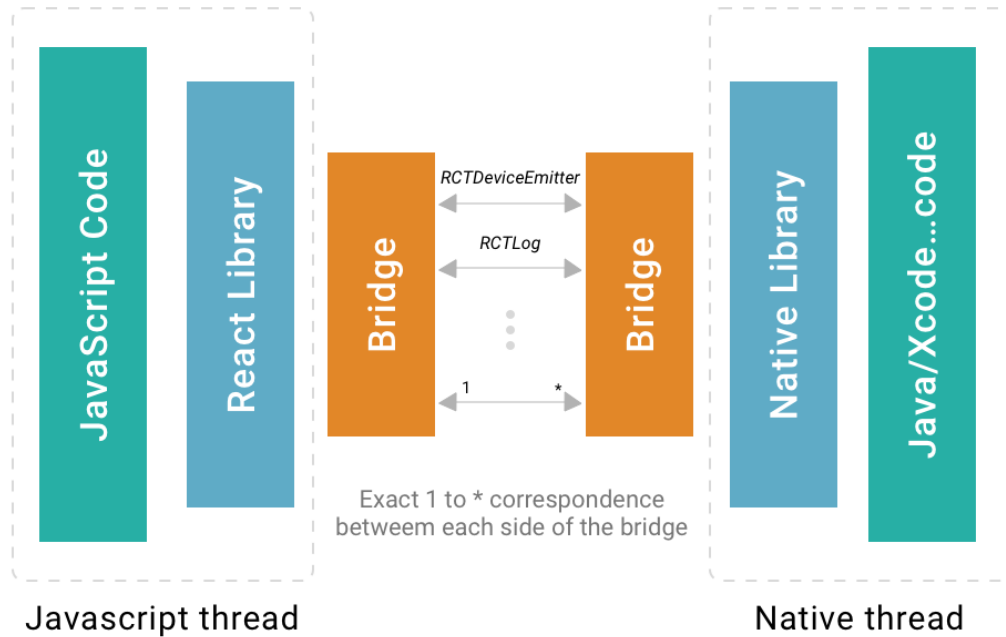 JavaScript Code
React Library
Bridge
RCTDeviceEmitter
RCTLog
1
*
Bridge
Native Library
Java/Xcode...code
Exact 1 to * correspondence
betweem each side of the bridge
Javascript thread
Native thread